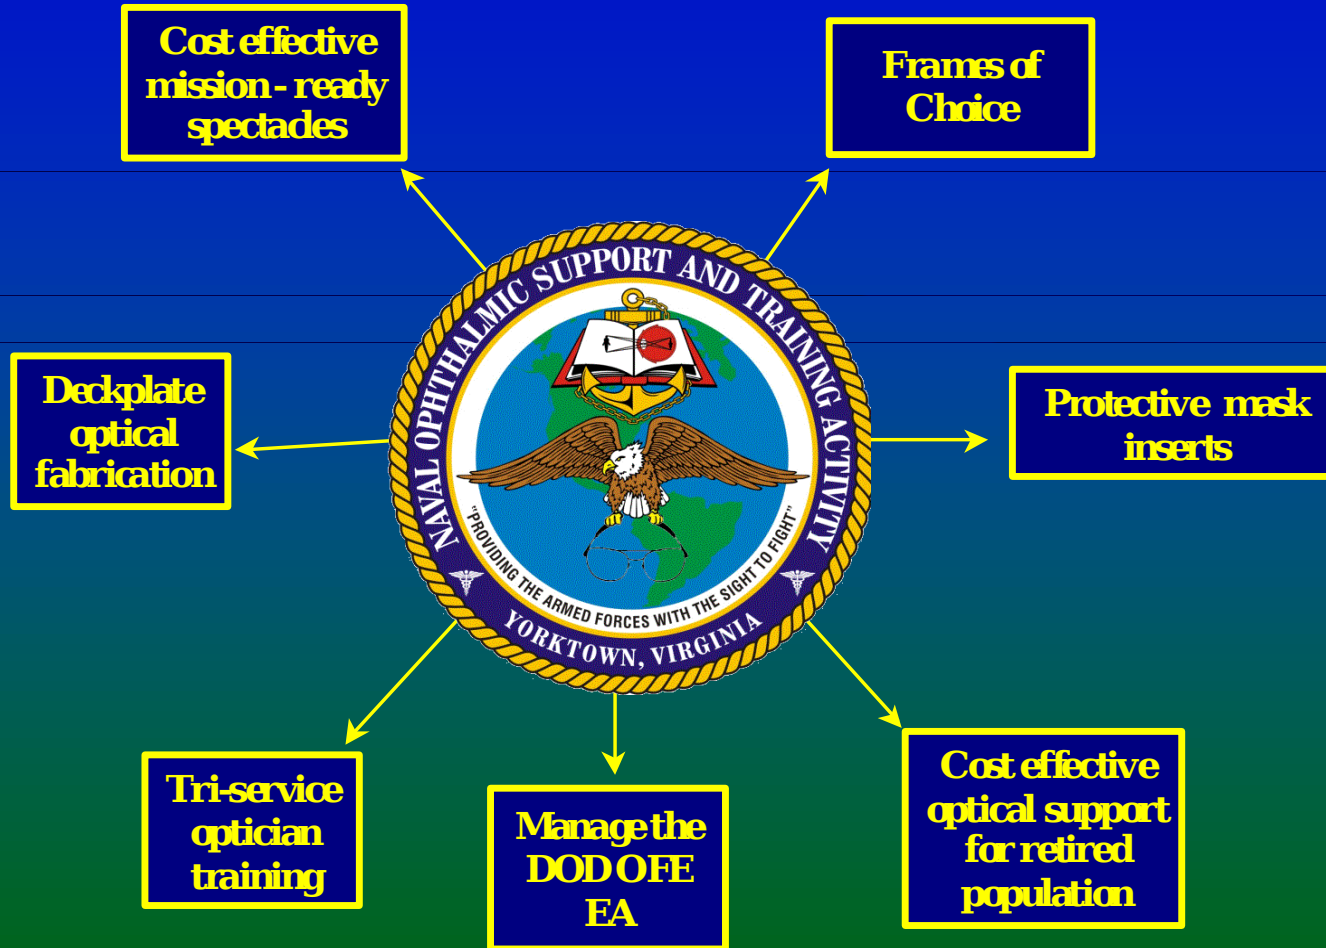 Cost effective
mission - ready
spectacles
Frames of
Choice
NAVAL OPHTHALMIC SUPPORT AND TRAINING ACTIVITY
"PROVIDING THE ARMED FORCES WITH THE SIGHT TO FIGHT"
YORKTOWN, VIRGINIA
Deckplate
optical
fabrication
Protective mask
inserts
Tri-service
optician
training
Manage the
DOD OFE
EA
Cost effective
optical support
for retired
population